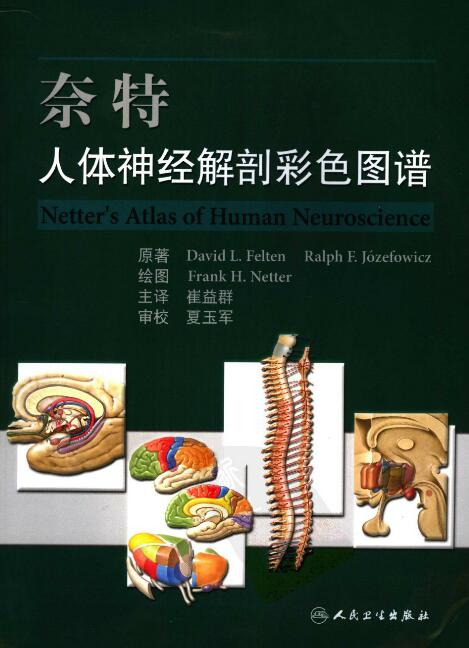 奈特
人体神经解剖彩色图谱
Netter's Atlas of Human Neuroscience
原著 David L. Felten Ralph F. Józefowicz
绘图 Frank H. Netter
主译 崔益群
审校 夏玉军
人民卫生出版社